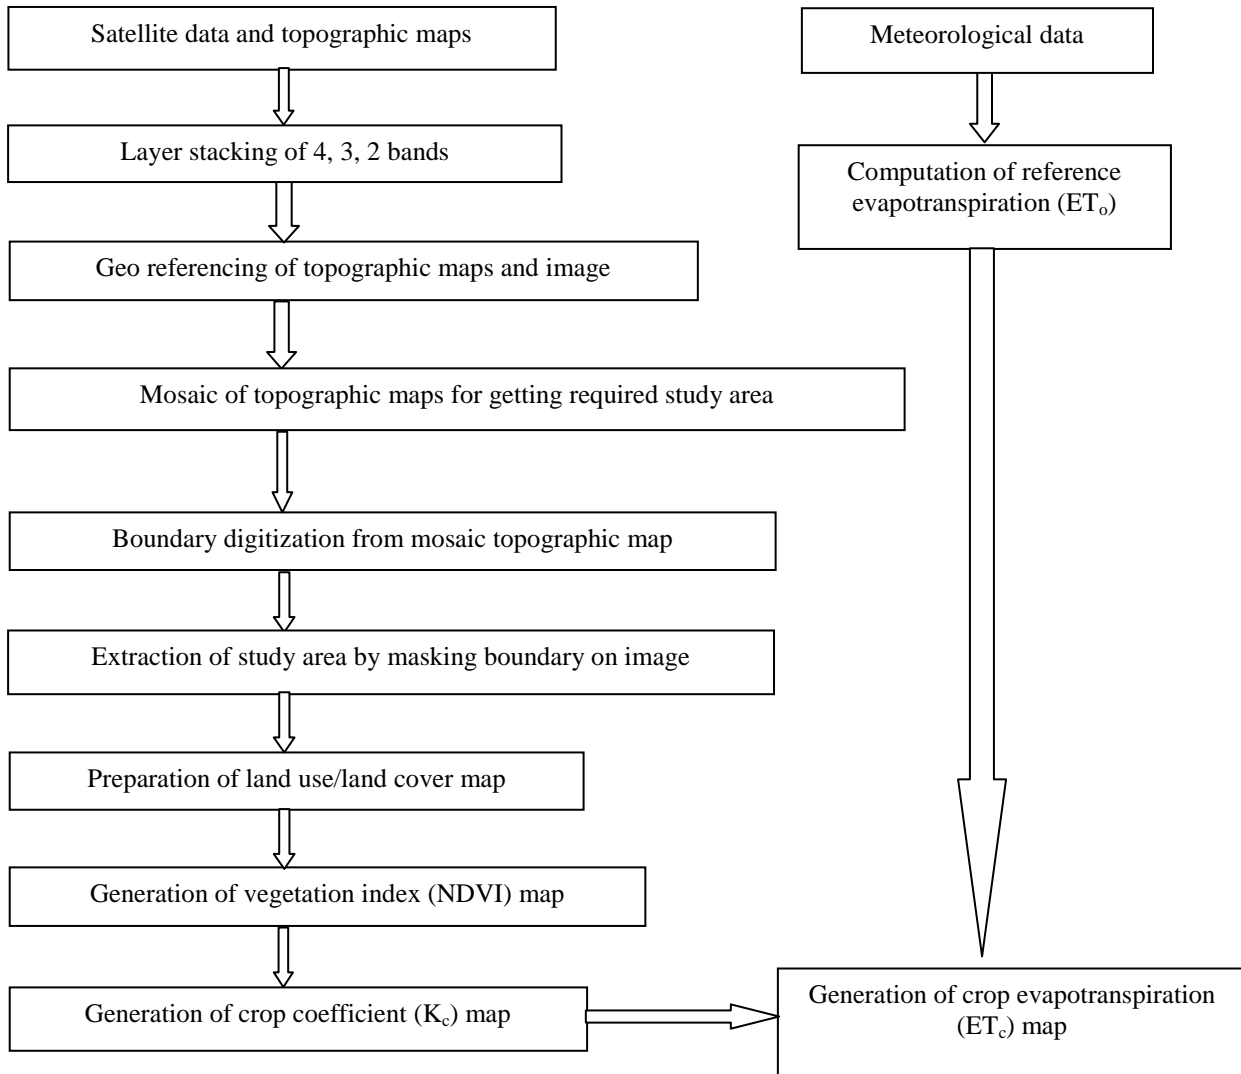 Satellite data and topographic maps
Layer stacking of 4, 3, 2 bands
Geo referencing of topographic maps and image
Mosaic of topographic maps for getting required study area
Boundary digitization from mosaic topographic map
Extraction of study area by masking boundary on image
Preparation of land use/land cover map
Generation of vegetation index (NDVI) map
Generation of crop coefficient (Kc) map
Meteorological data
Computation of reference
evapotranspiration (ETo)
Generation of crop evapotranspiration
(ETc) map